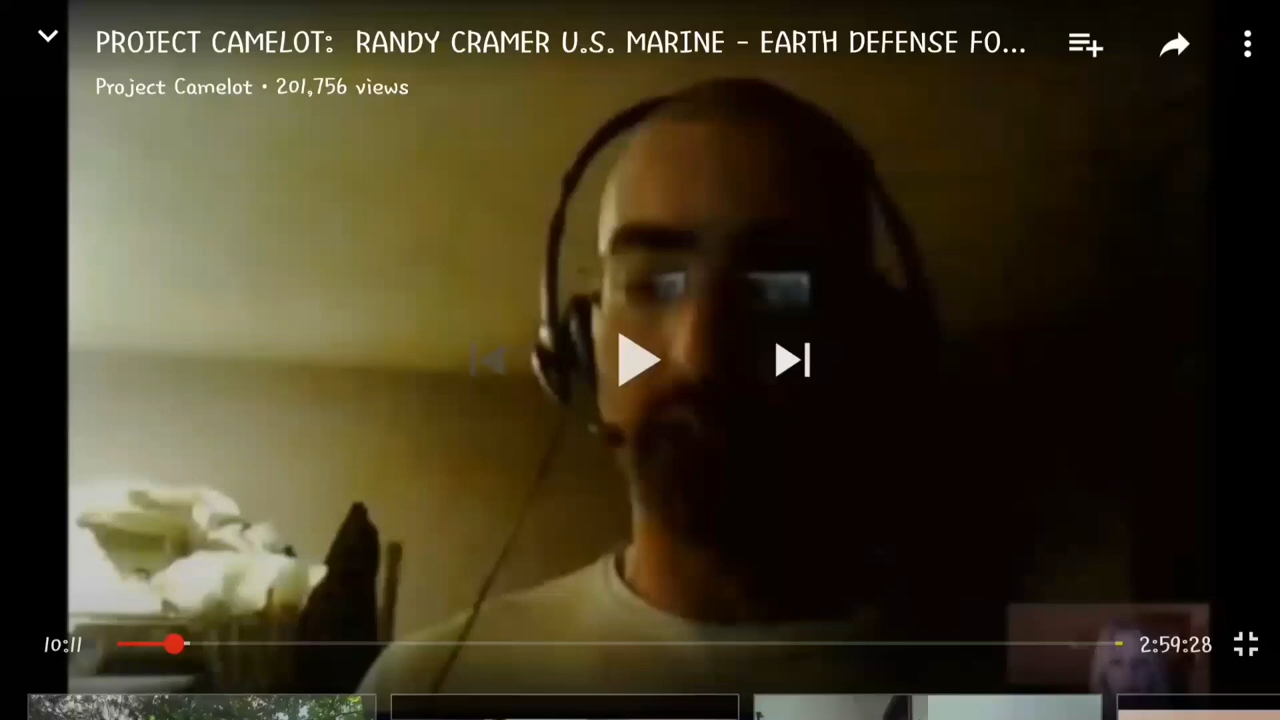 PROJECT CAMELOT: RANDY CRAMER U.S. MARINE - EARTH DEFENSE FO...
Project Camelot • 201,756 views
10:11
2:59:28